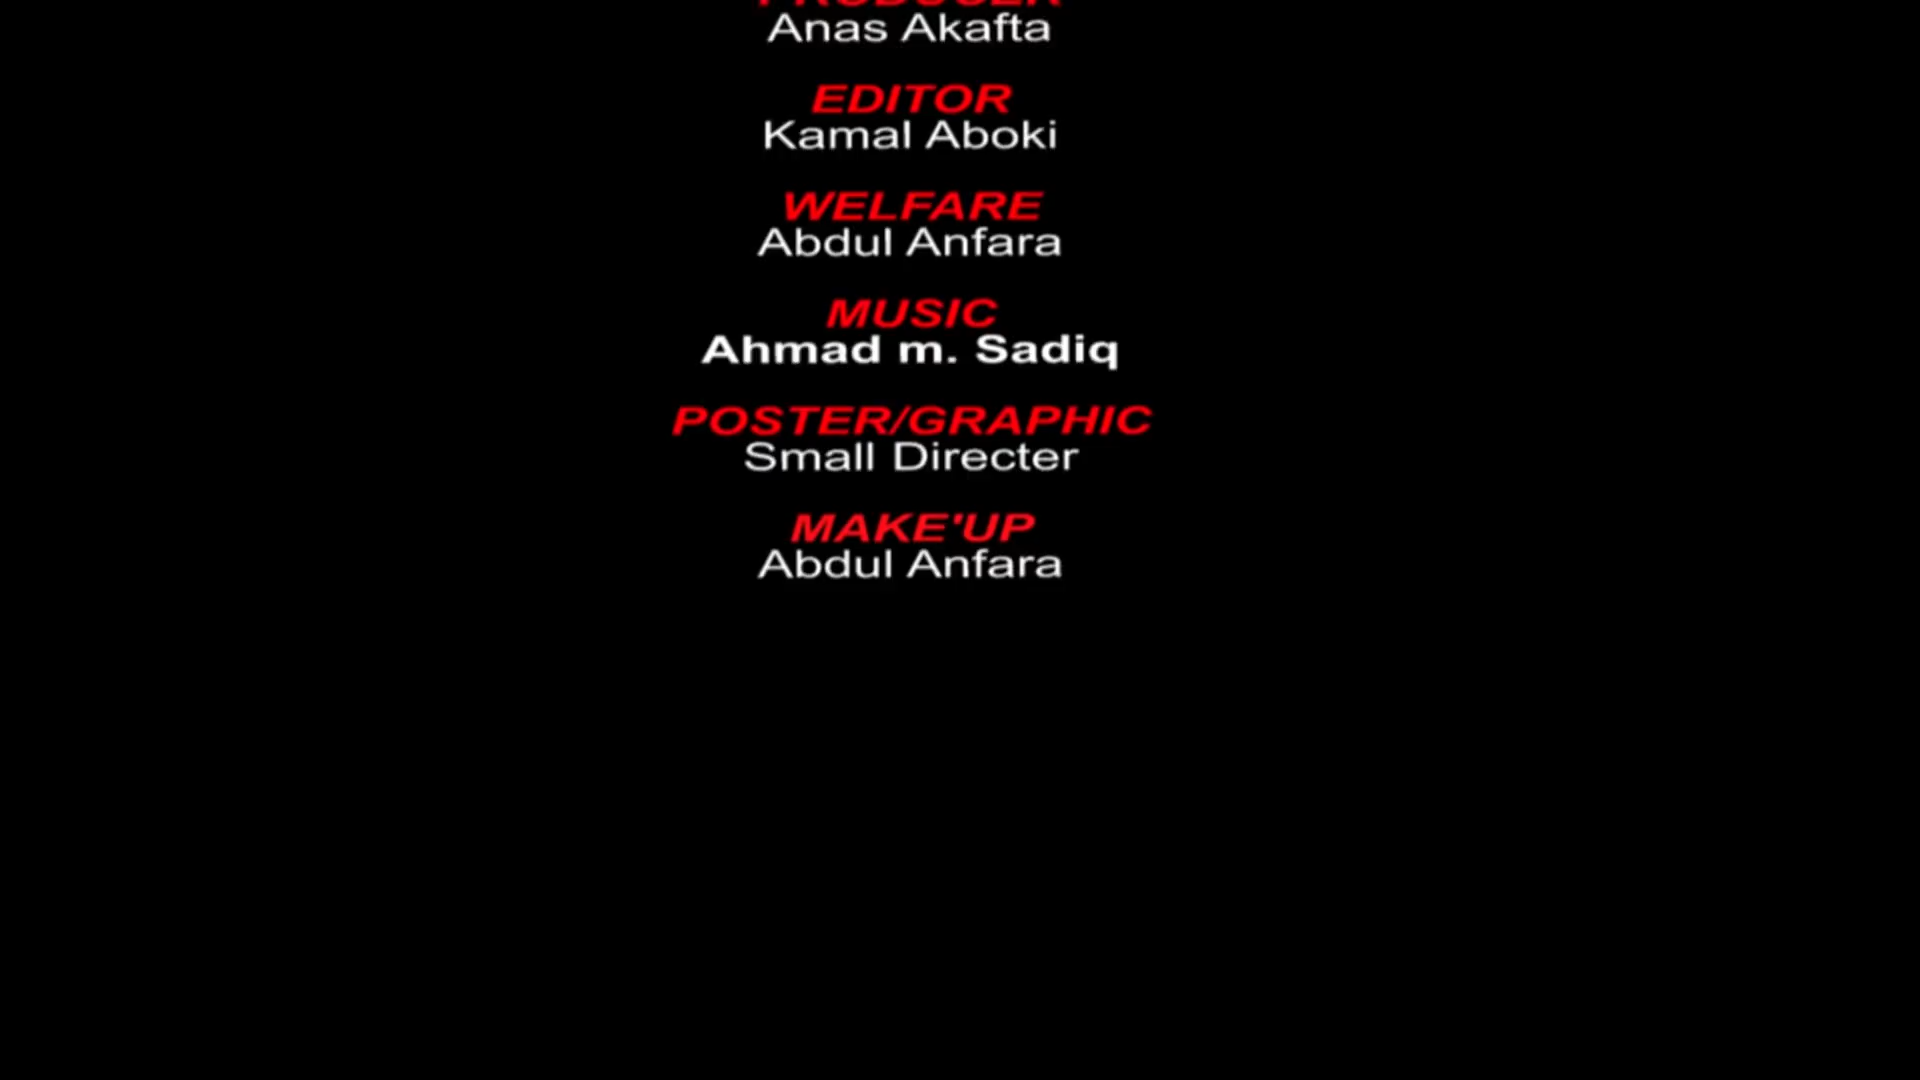 PRODUCER
Anas Akafta
EDITOR
Kamal Aboki
WELFARE
Abdul Anfara
MUSIC
Ahmad m. Sadiq
POSTER/GRAPHIC
Small Directer
MAKE'UP
Abdul Anfara